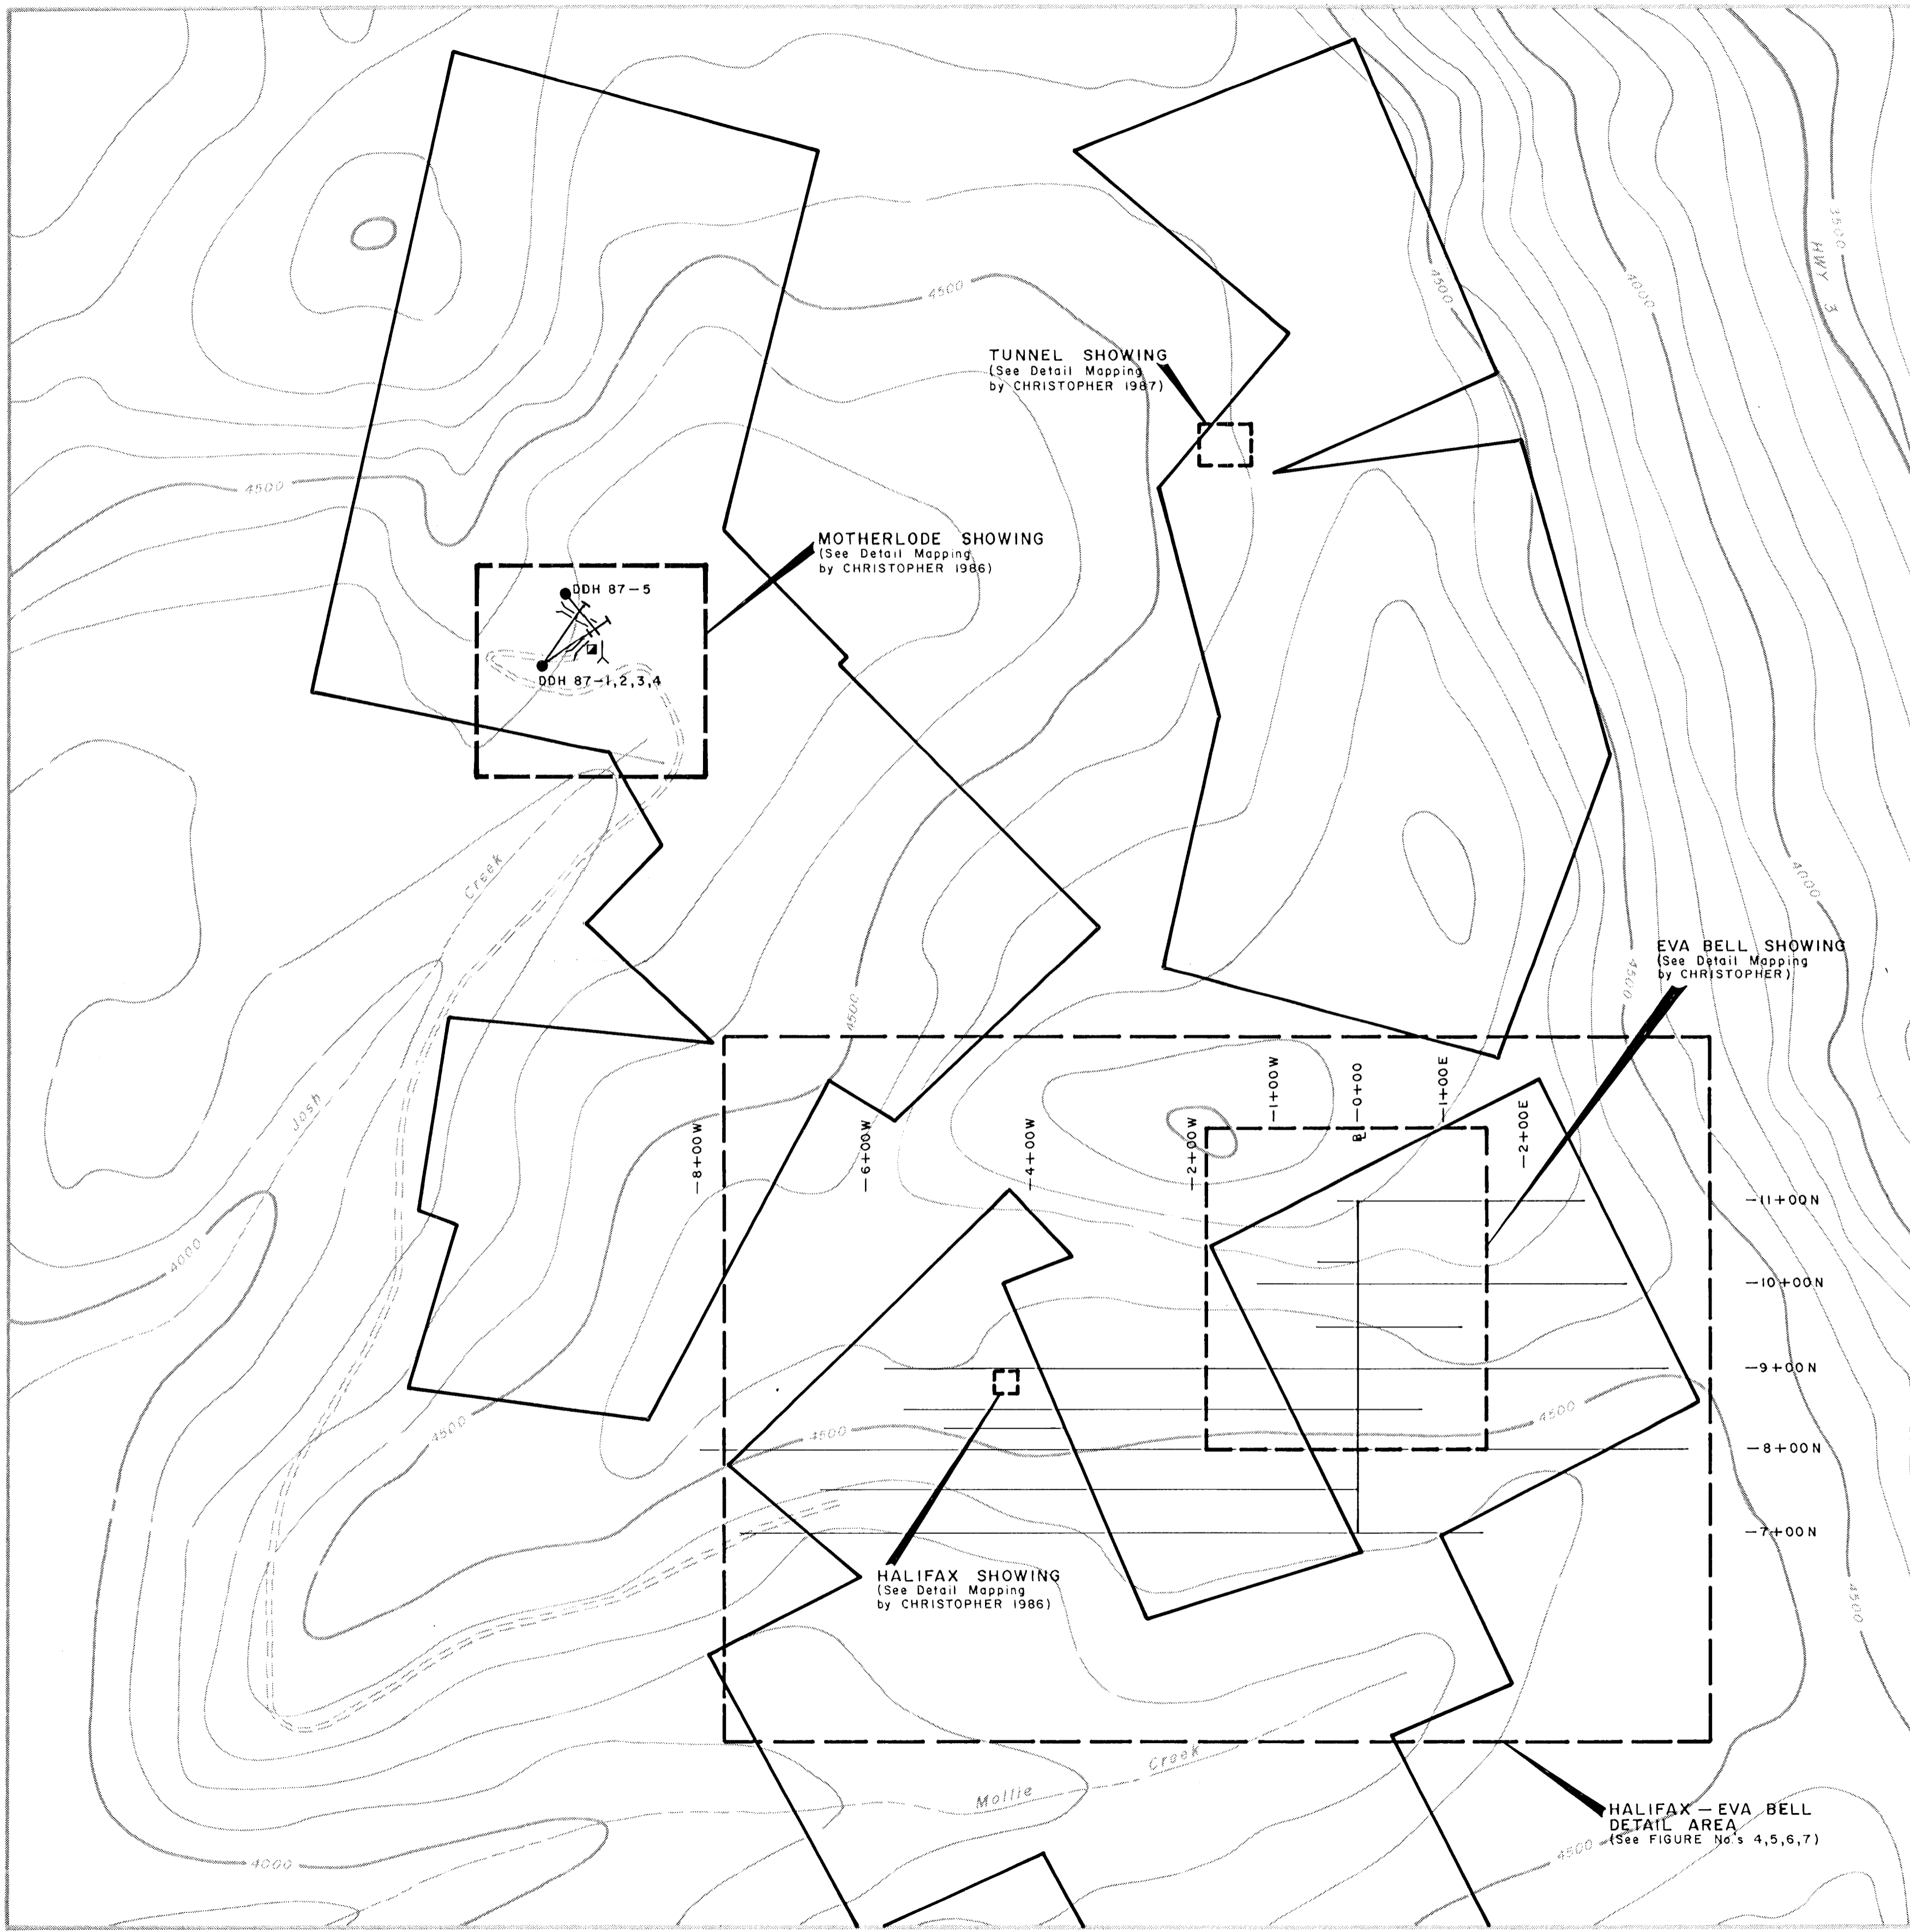 3500
HWY 3
4500
4500
4000
TUNNEL SHOWING
(See Detail Mapping
by CHRISTOPHER 1987)
4500
MOTHERLODE SHOWING
(See Detail Mapping
by CHRISTOPHER 1986)
DDH 87-5
DDH 87-1,2,3,4
Creek
Josh
4000
EVA BELL SHOWING
(See Detail Mapping
by CHRISTOPHER)
4500
4500
-8+00W
-6+00W
-4+00W
-2+00W
-1+00W
BL-0+00
-1+00E
-2+00E
-11+00N
4000
-10+00N
-9+00N
4500
4500
4500
-8+00N
-7+00N
HALIFAX SHOWING
(See Detail Mapping
by CHRISTOPHER 1986)
4500
Mollie Creek
HALIFAX-EVA BELL
DETAIL AREA
(See FIGURE No.'s 4,5,6,7)
4500
4000